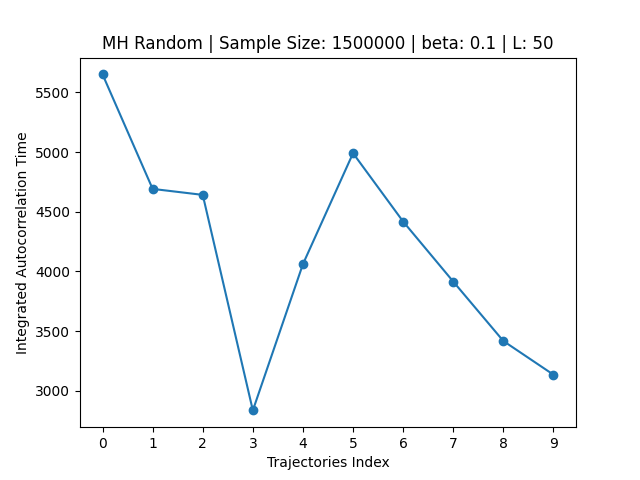 MH Random | Sample Size: 1500000 | beta: 0.1 | L: 50
Integrated Autocorrelation Time
5500
5000
4500
4000
3500
3000
0 1 2 3 4 5 6 7 8 9
Trajectories Index